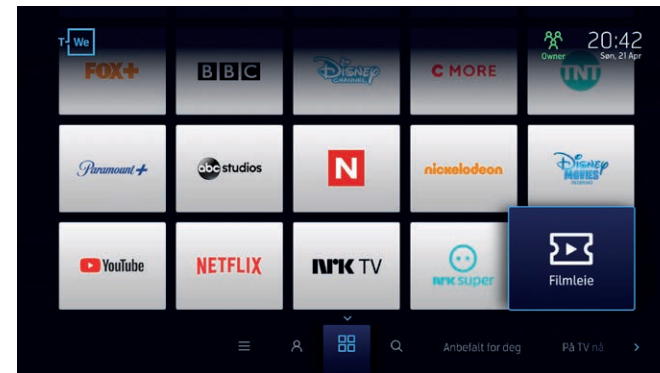 T-We
20:42
Owner
Søn, 21 Apr
FOX+
BBC
Disney CHANNEL
C MORE
TNT
Paramount+
abc studios
N
nickelodeon
Disney MOVIES
YouTube
NETFLIX
NRK TV
NRK super
Filmleie
Anbefalt for deg
På TV nå